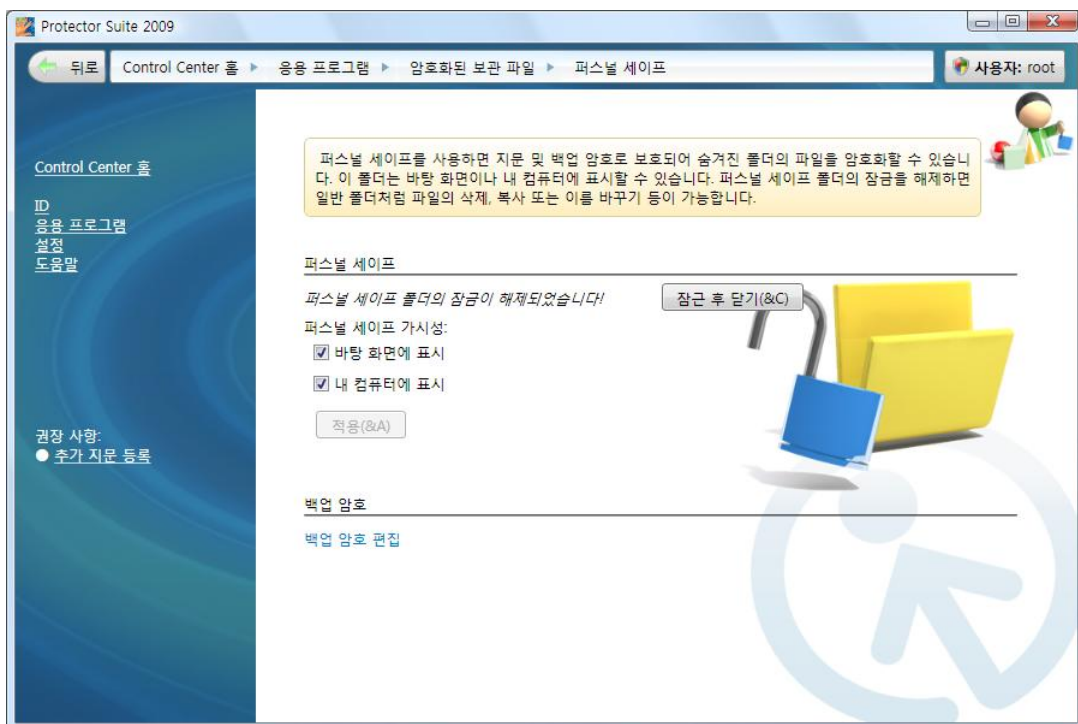 Protector Suite 2009
뒤로 Control Center 홈 응용 프로그램 암호화된 보관 파일 퍼스널 세이프 사용자: root
Control Center 홈
ID
응용 프로그램
설정
도움말
권장 사항:
추가 지문 등록
퍼스널 세이프를 사용하면 지문 및 백업 암호로 보호되어 숨겨진 폴더의 파일을 암호화할 수 있습니
다. 이 폴더는 바탕 화면이나 내 컴퓨터에 표시할 수 있습니다. 퍼스널 세이프 폴더의 잠금을 해제하면
일반 폴더처럼 파일의 삭제, 복사 또는 이름 바꾸기 등이 가능합니다.
퍼스널 세이프
퍼스널 세이프 폴더의 잠금이 해제되었습니다! 잠근 후 닫기(&C)
퍼스널 세이프 가시성:
바탕 화면에 표시
내 컴퓨터에 표시
적용(&A)
백업 암호
백업 암호 편집